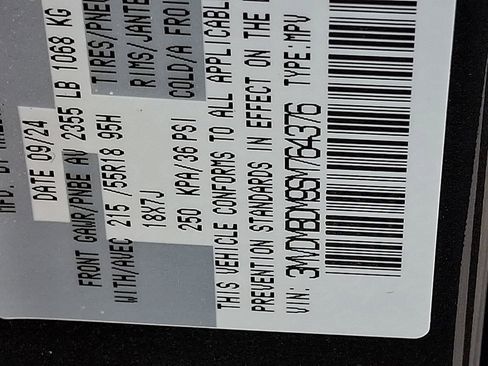 MFD. BY
DATE 09/24
FRONT GAWR/PNBE AV 2355 LB 1068 KG
WITH/AVEC 215 /55R18 95H TIRES/PNEU
18X7J RIMS/JANTE
250 KPA/36 PSI COLD/A FROI
THIS VEHICLE CONFORMS TO ALL APPLICABLE
PREVENTION STANDARDS IN EFFECT ON THE
VIN: 3MVDMBDM9SM764376 TYPE:MPV